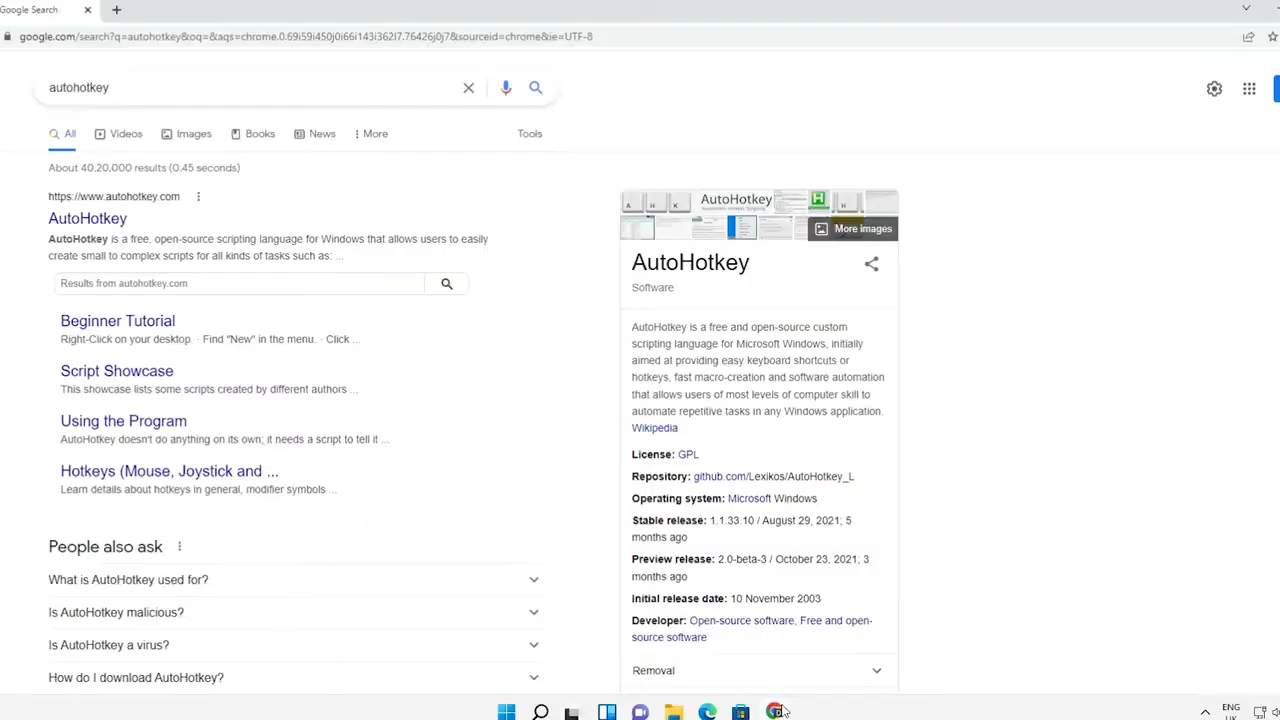 Google Search
google.com/search?q=autohotkey&oq=&aqs=chrome.0.69i59i450j0i66i143i362l7.76426j0j7&sourceid=chrome&ie=UTF-8
autohotkey
All Videos Images Books News More Tools
About 40,20,000 results (0.45 seconds)
https://www.autohotkey.com
AutoHotkey
AutoHotkey is a free, open-source scripting language for Windows that allows users to easily
create small to complex scripts for all kinds of tasks such as: ...
Results from autohotkey.com
Beginner Tutorial
Right-Click on your desktop. · Find "New" in the menu. · Click ...
Script Showcase
This showcase lists some scripts created by different authors ...
Using the Program
AutoHotkey doesn't do anything on its own; it needs a script to tell it ...
Hotkeys (Mouse, Joystick and ...
Learn details about hotkeys in general, modifier symbols ...
People also ask
What is AutoHotkey used for?
Is AutoHotkey malicious?
Is AutoHotkey a virus?
How do I download AutoHotkey?
A H K AutoHotkey H H
More images
AutoHotkey
Software
AutoHotkey is a free and open-source custom
scripting language for Microsoft Windows, initially
aimed at providing easy keyboard shortcuts or
hotkeys, fast macro-creation and software automation
that allows users of most levels of computer skill to
automate repetitive tasks in any Windows application.
Wikipedia
License: GPL
Repository: github.com/Lexikos/AutoHotkey_L
Operating system: Microsoft Windows
Stable release: 1.1.33.10 / August 29, 2021; 5
months ago
Preview release: 2.0-beta-3 / October 23, 2021; 3
months ago
Initial release date: 10 November 2003
Developer: Open-source software, Free and open-
source software
Removal
ENG